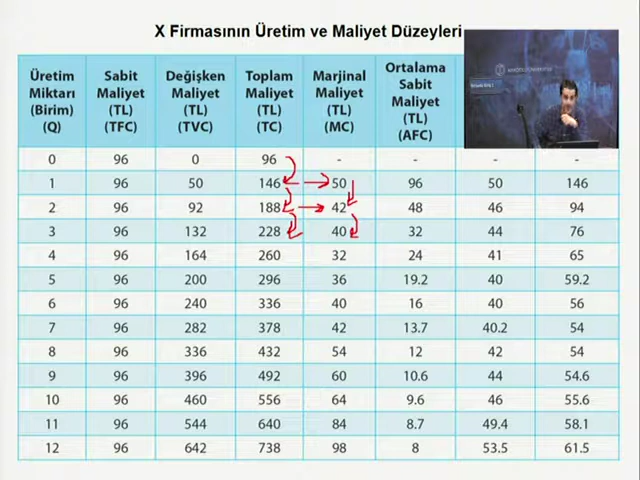 X Firmasının Üretim ve Maliyet Düzeyleri
Üretim Miktarı (Birim) (Q) Sabit Maliyet (TL) (TFC) Değişken Maliyet (TL) (TVC) Toplam Maliyet (TL) (TC) Marjinal Maliyet (TL) (MC) Ortalama Sabit Maliyet (TL) (AFC)
0 96 0 96 - - - -
1 96 50 146 50 96 50 146
2 96 92 188 42 48 46 94
3 96 132 228 40 32 44 76
4 96 164 260 32 24 41 65
5 96 200 296 36 19.2 40 59.2
6 96 240 336 40 16 40 56
7 96 282 378 42 13.7 40.2 54
8 96 336 432 54 12 42 54
9 96 396 492 60 10.6 44 54.6
10 96 460 556 64 9.6 46 55.6
11 96 544 640 84 8.7 49.4 58.1
12 96 642 738 98 8 53.5 61.5